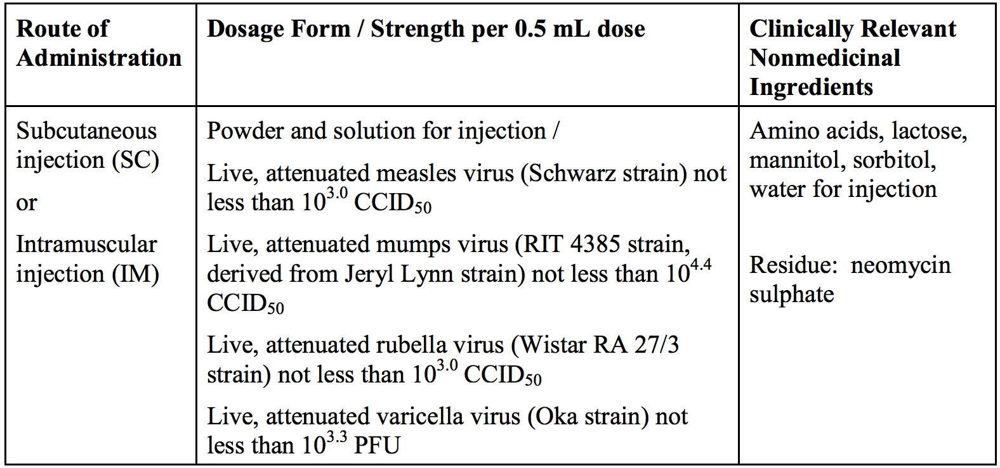 Route of
Administration
Dosage Form / Strength per 0.5 mL dose
Clinically Relevant
Nonmedicinal
Ingredients
Subcutaneous
injection (SC)
or
Intramuscular
injection (IM)
Powder and solution for injection /
Live, attenuated measles virus (Schwarz strain) not
less than 10^3.0 CCID50
Live, attenuated mumps virus (RIT 4385 strain,
derived from Jeryl Lynn strain) not less than 10^4.4
CCID50
Live, attenuated rubella virus (Wistar RA 27/3
strain) not less than 10^3.0 CCID50
Live, attenuated varicella virus (Oka strain) not
less than 10^3.3 PFU
Amino acids, lactose,
mannitol, sorbitol,
water for injection
Residue: neomycin
sulphate